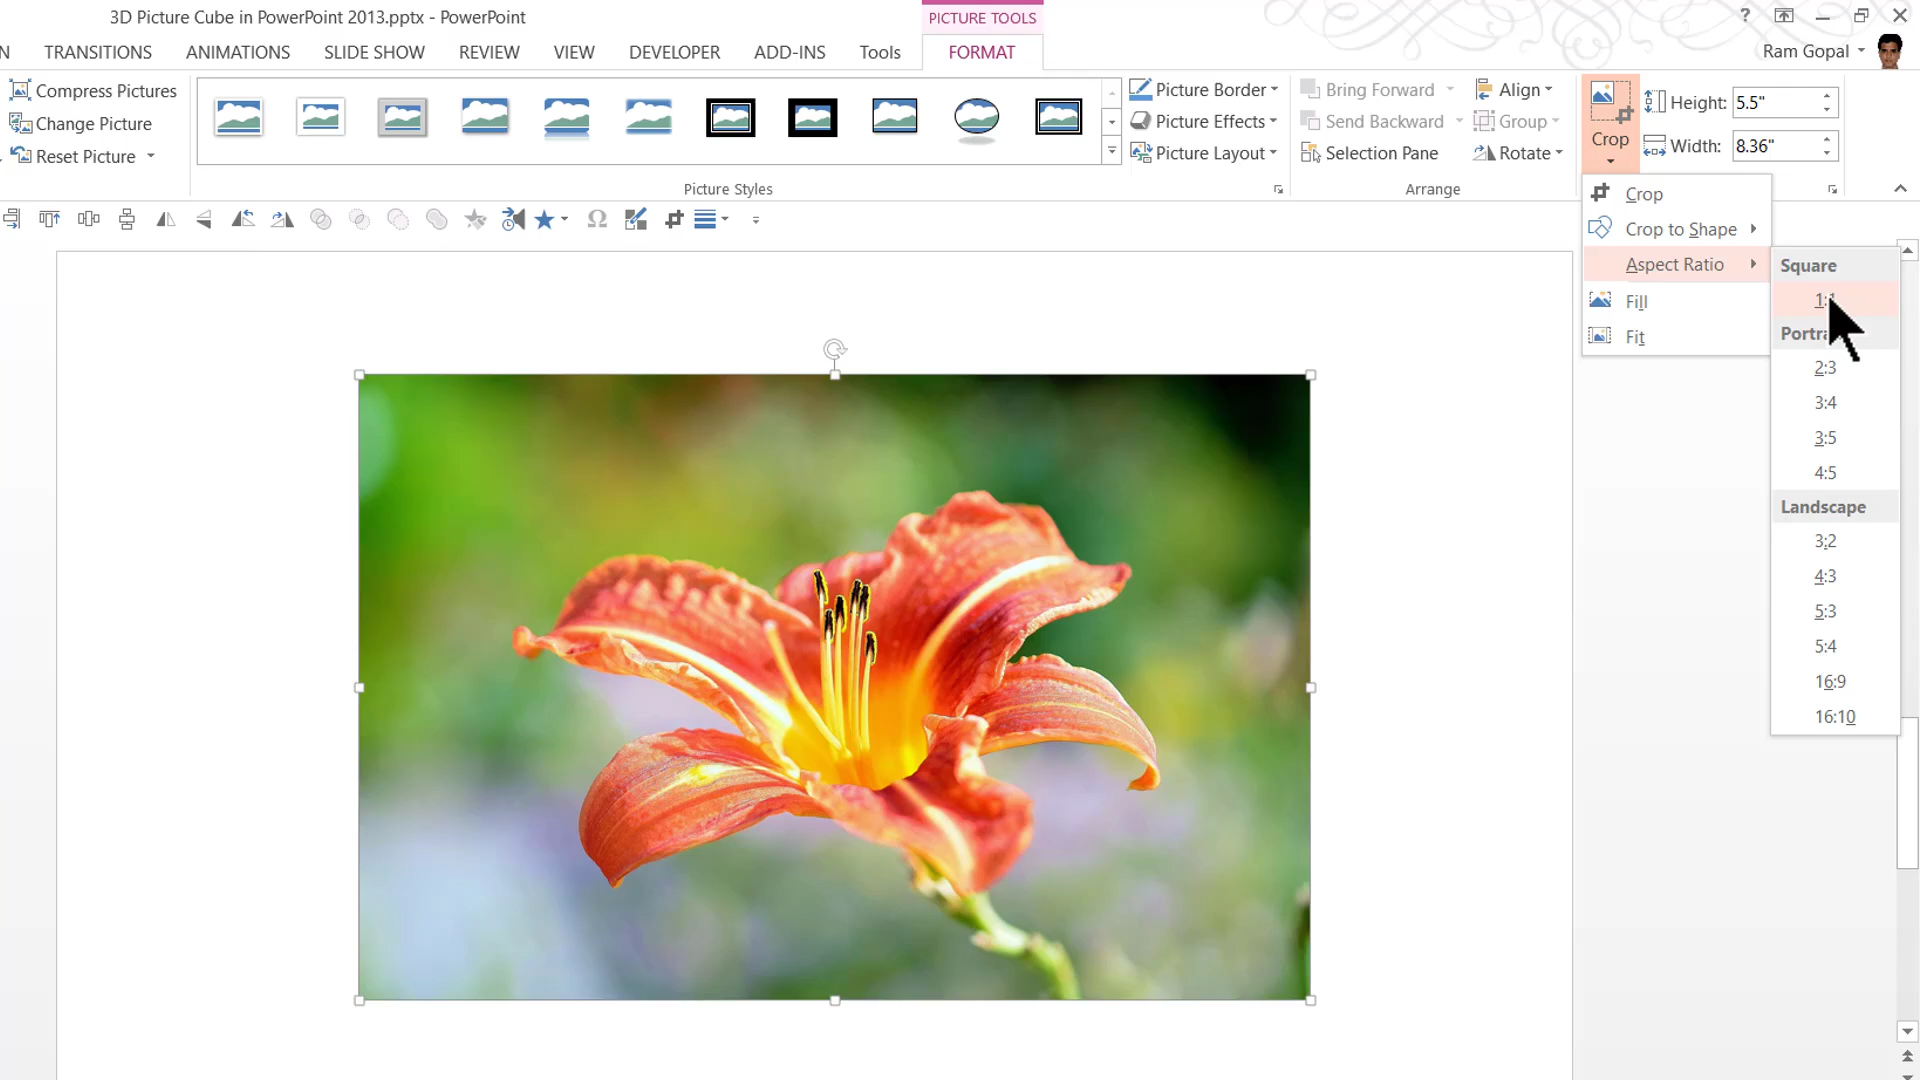 3D Picture Cube in PowerPoint 2013.pptx - PowerPoint
PICTURE TOOLS
?
N TRANSITIONS ANIMATIONS SLIDE SHOW REVIEW VIEW DEVELOPER ADD-INS Tools FORMAT
Ram Gopal
Compress Pictures
Change Picture
Reset Picture
Picture Styles
Picture Border
Picture Effects
Picture Layout
Bring Forward
Send Backward
Selection Pane
Align
Group
Rotate
Arrange
Crop
Height: 5.5"
Width: 8.36"
Crop
Crop to Shape
Aspect Ratio
Fill
Fit
Square
Landscape
2:3
3:4
3:5
4:5
3:2
4:3
5:3
5:4
16:9
16:10